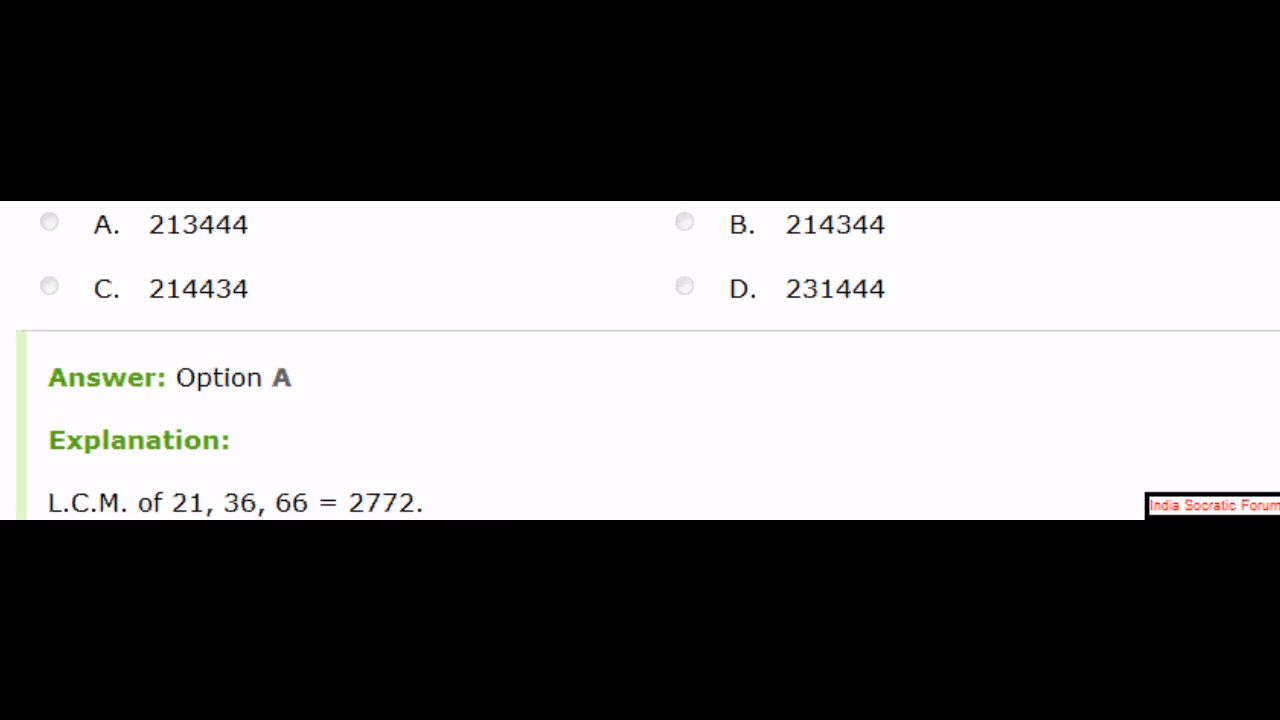 A. 213444 B. 214344
C. 214434 D. 231444
Answer: Option A
Explanation:
L.C.M. of 21, 36, 66 = 2772.
India Socratic Forum